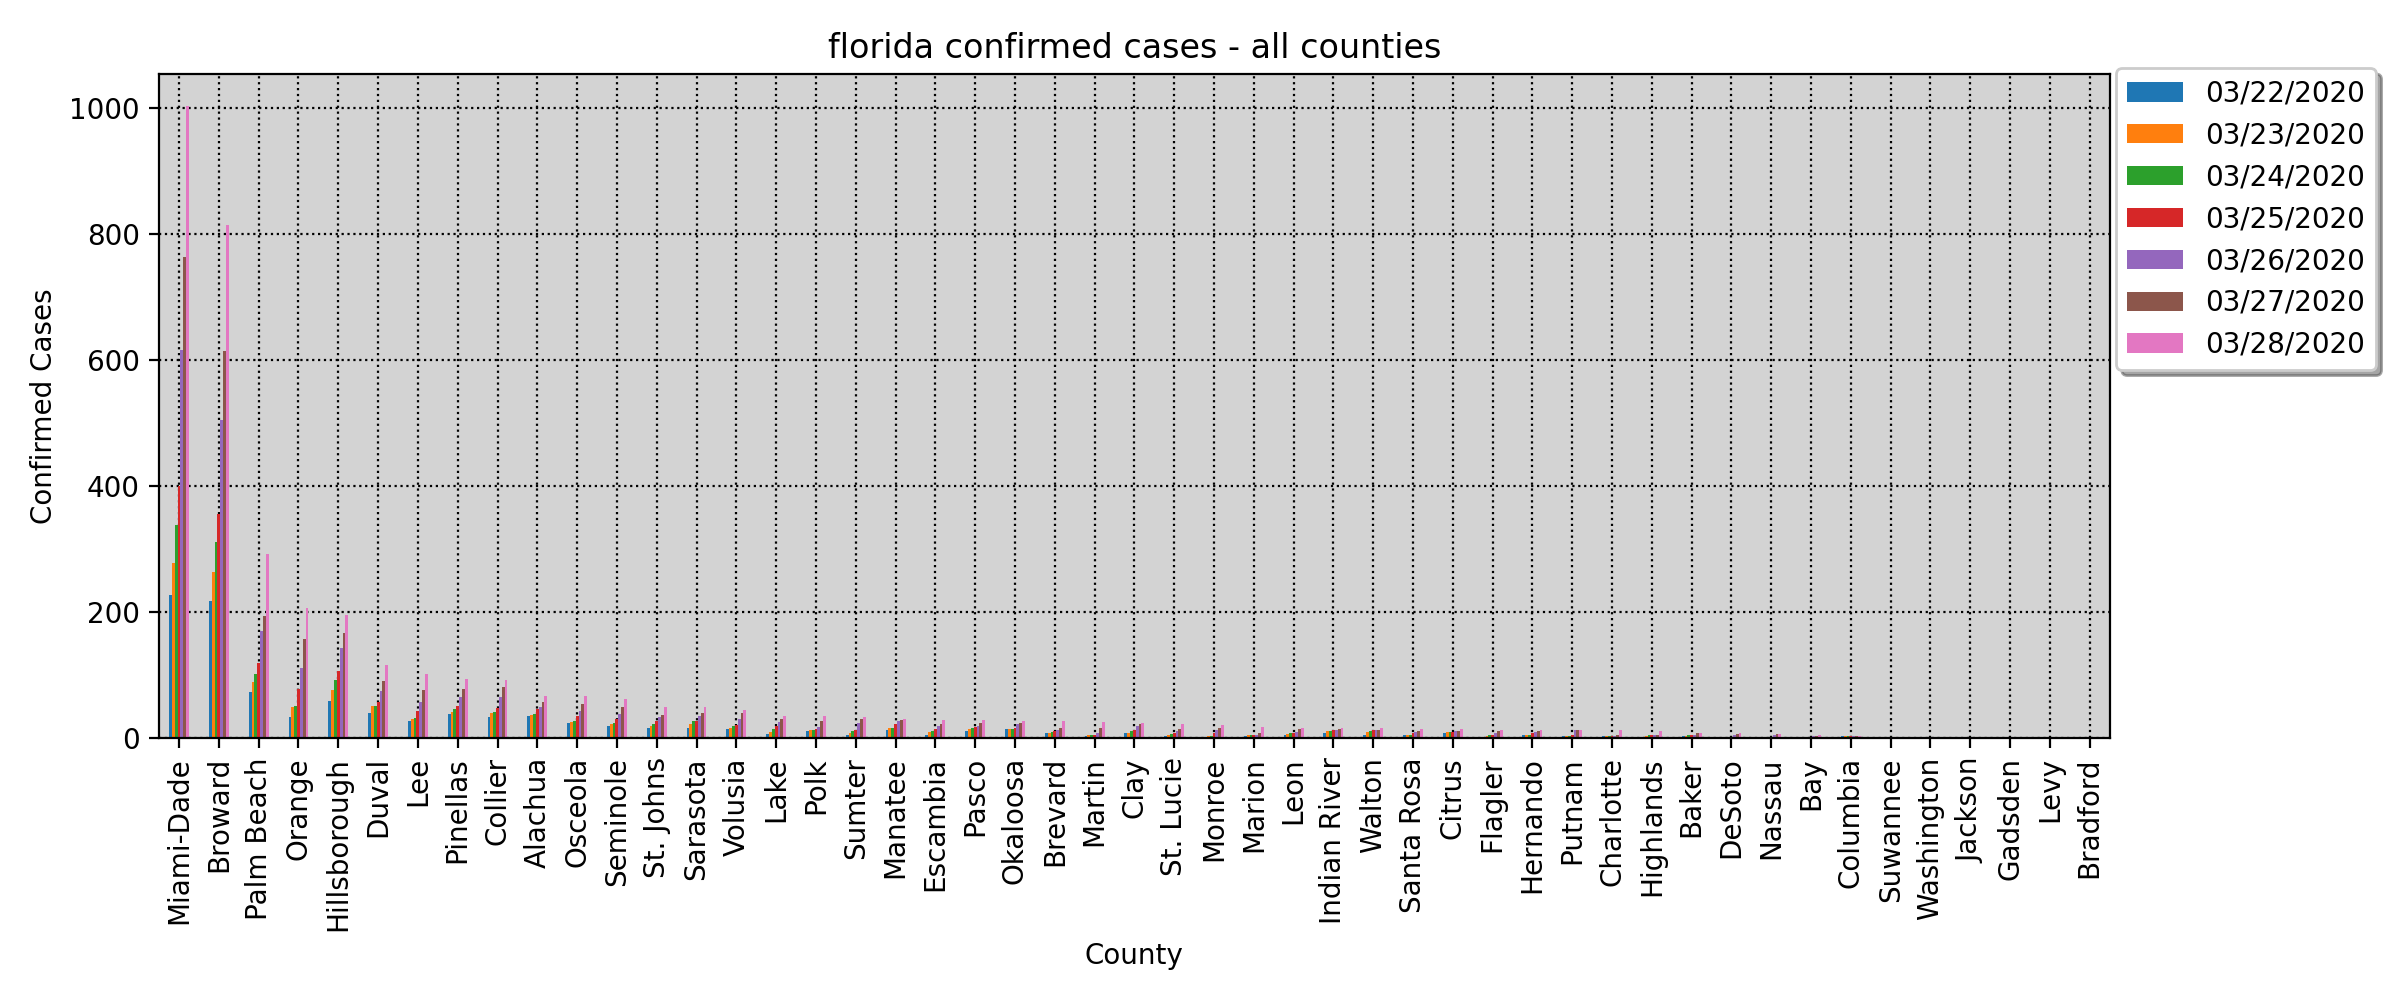 florida confirmed cases - all counties
1000
800
600
400
200
0
Confirmed Cases
03/22/2020
03/23/2020
03/24/2020
03/25/2020
03/26/2020
03/27/2020
03/28/2020
Miami-Dade
Broward
Palm Beach
Orange
Hillsborough
Duval
Lee
Pinellas
Collier
Alachua
Osceola
Seminole
St. Johns
Sarasota
Volusia
Lake
Polk
Sumter
Manatee
Escambia
Pasco
Okaloosa
Brevard
Martin
Clay
St. Lucie
Monroe
Marion
Leon
Indian River
Walton
Santa Rosa
Citrus
Flagler
Hernando
Putnam
Charlotte
Highlands
Baker
DeSoto
Nassau
Bay
Columbia
Suwannee
Washington
Jackson
Gadsden
Levy
Bradford
County